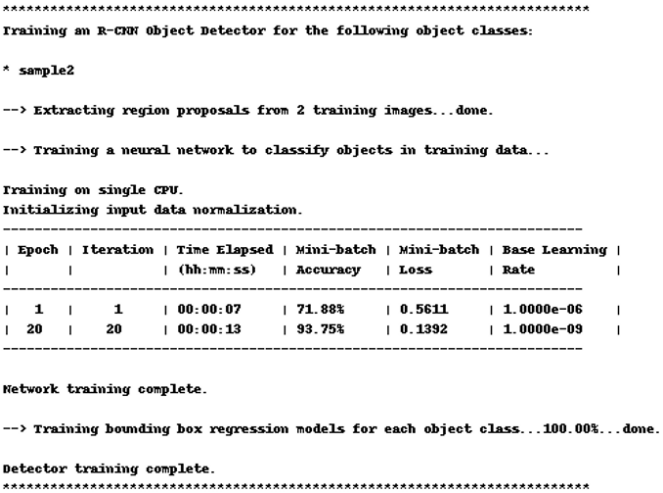 **************************************************************************
Training an R-CNN Object Detector for the following object classes:
* sample2
--> Extracting region proposals from 2 training images...done.
--> Training a neural network to classify objects in training data...
Training on single CPU.
Initializing input data normalization.
|  Epoch  |  Iteration  |  Time Elapsed  |  Mini-batch  |  Mini-batch  |  Base Learning  |
|         |             |   (hh:mm:ss)   |   Accuracy   |     Loss     |      Rate       |
|       1 |           1 |       00:00:07 |       71.88% |       0.5611 |      1.0000e-06 |
|      20 |          20 |       00:00:13 |       93.75% |       0.1392 |      1.0000e-09 |
Network training complete.
--> Training bounding box regression models for each object class...100.00%...done.
Detector training complete.
**************************************************************************